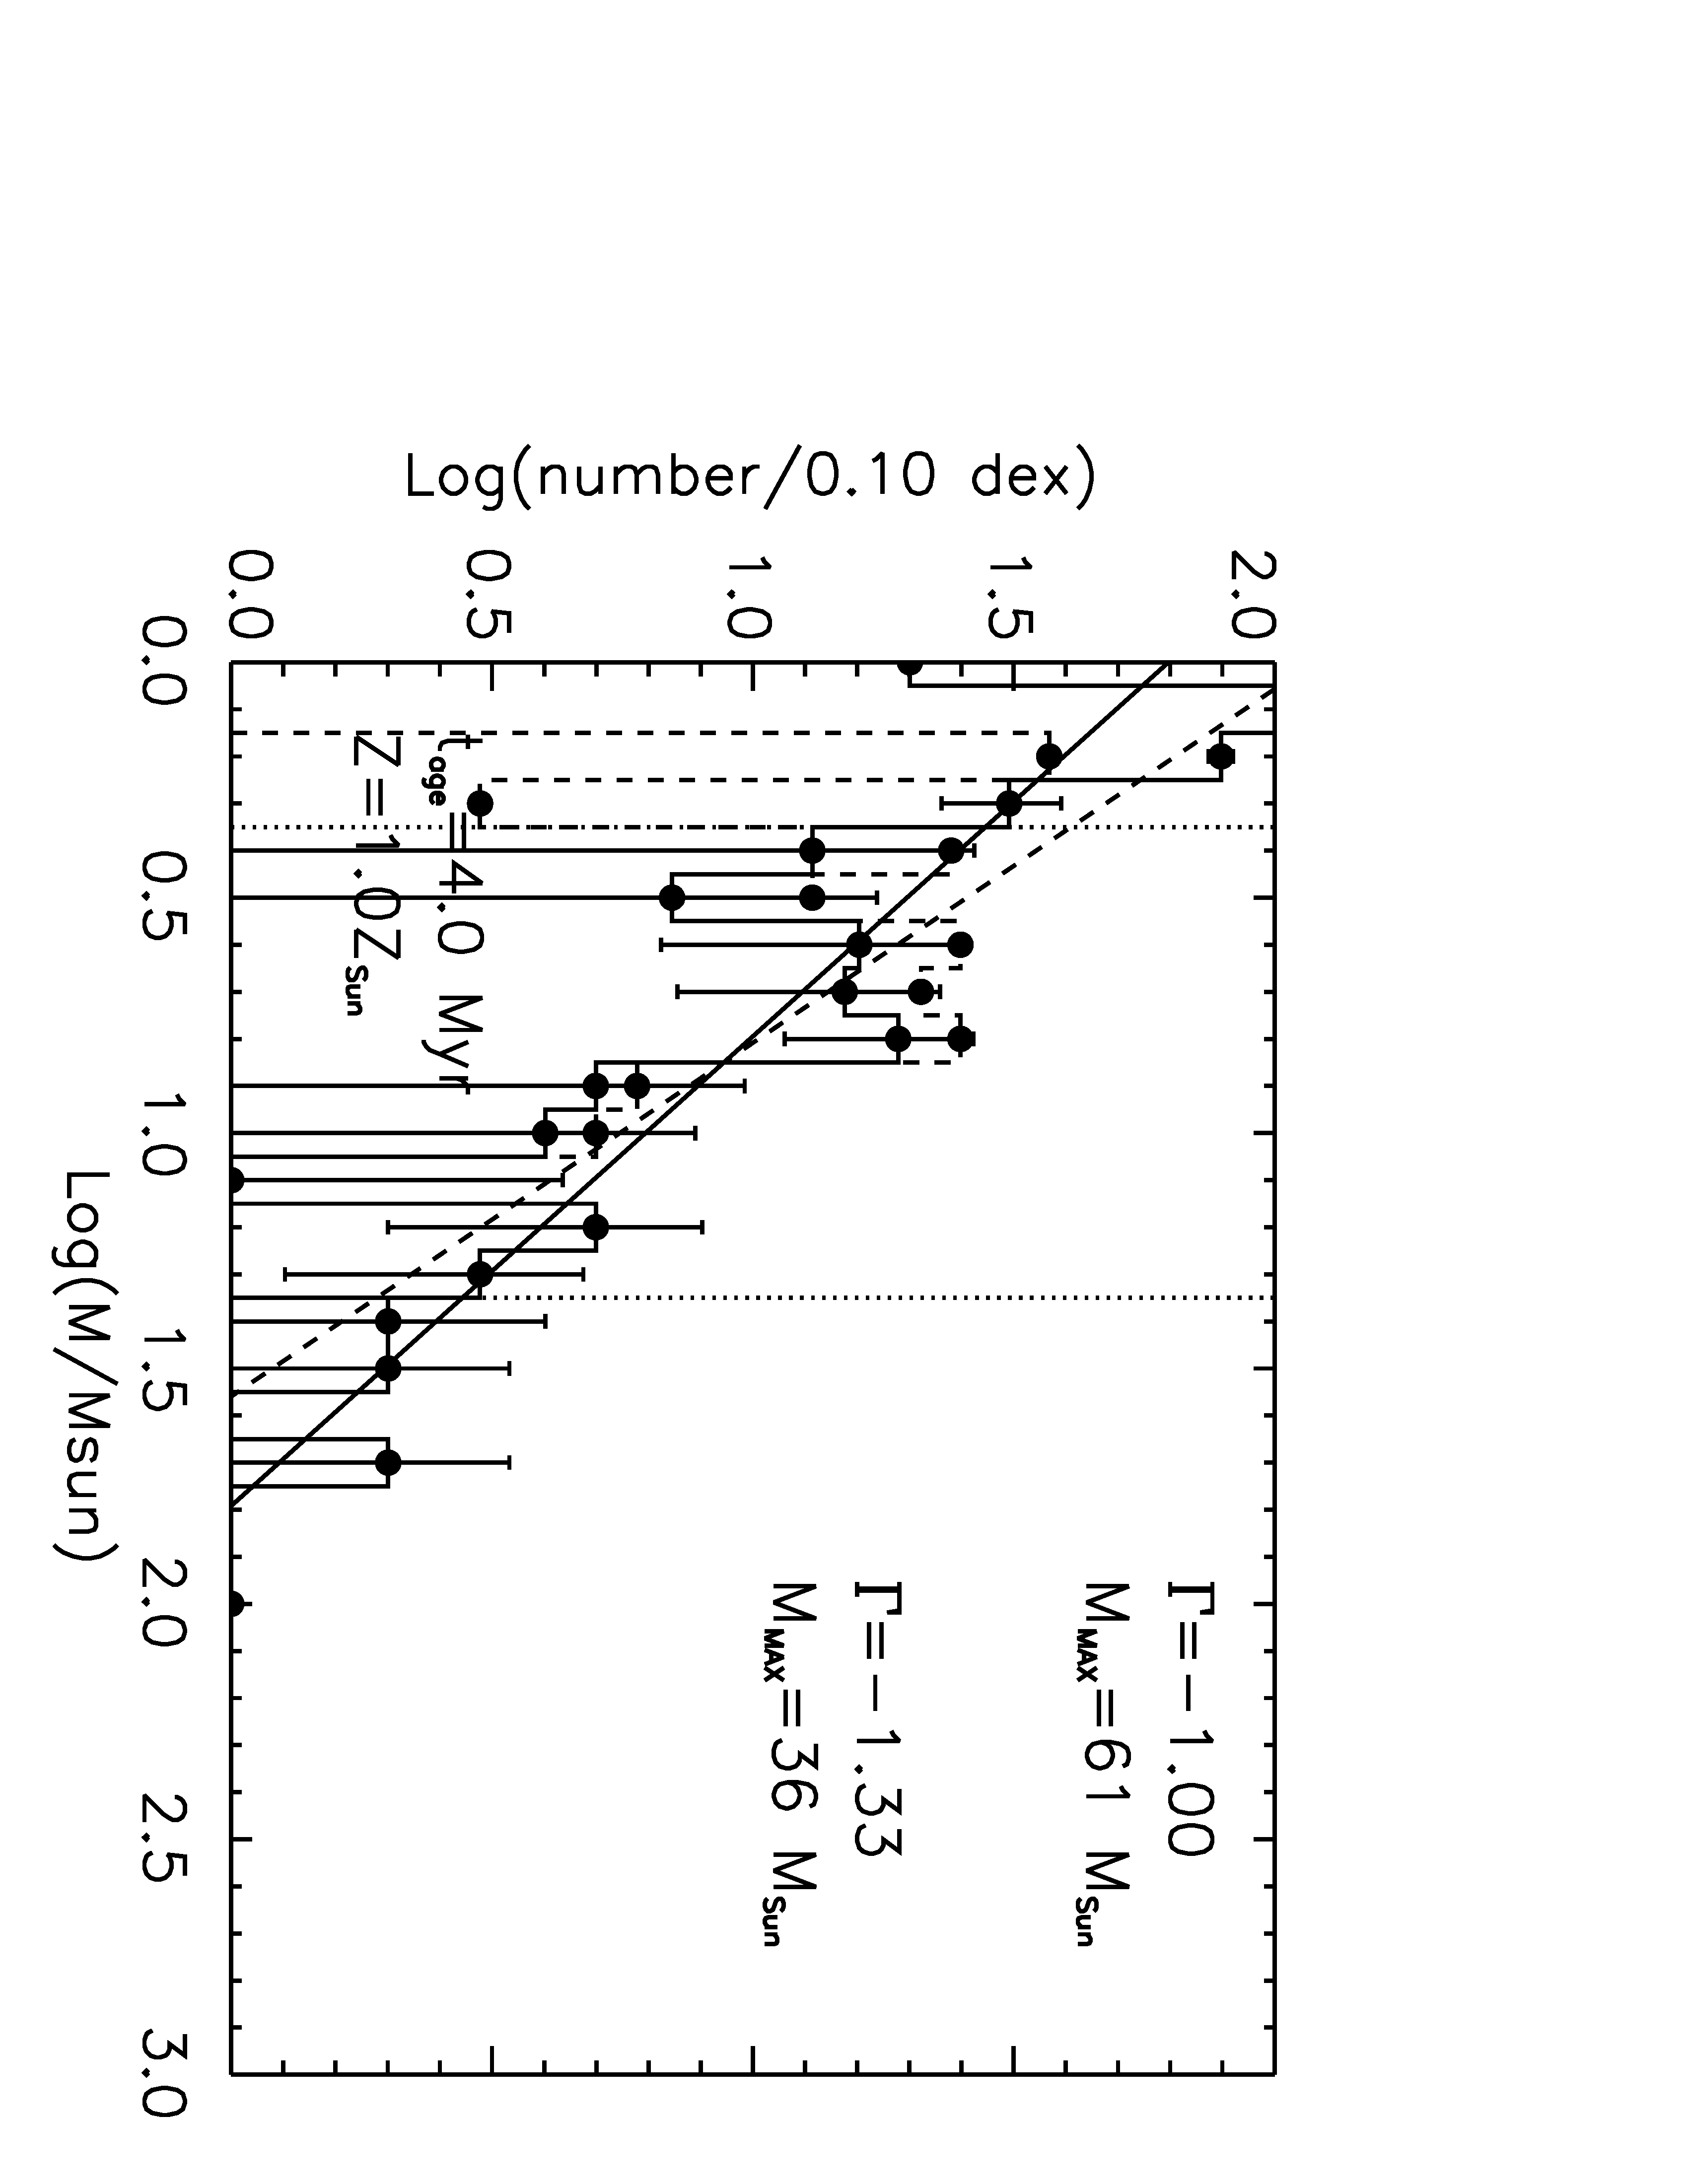 Γ=−1.00
M_MAX=61 M_Sun
Γ=−1.33
M_MAX=36 M_Sun
t_age=4.0 Myr
Z=1.0Z_Sun
Log(number/0.10 dex)
2.0
1.5
1.0
0.5
0.0
0.0 0.5 1.0 1.5 2.0 2.5 3.0
Log(M/Msun)